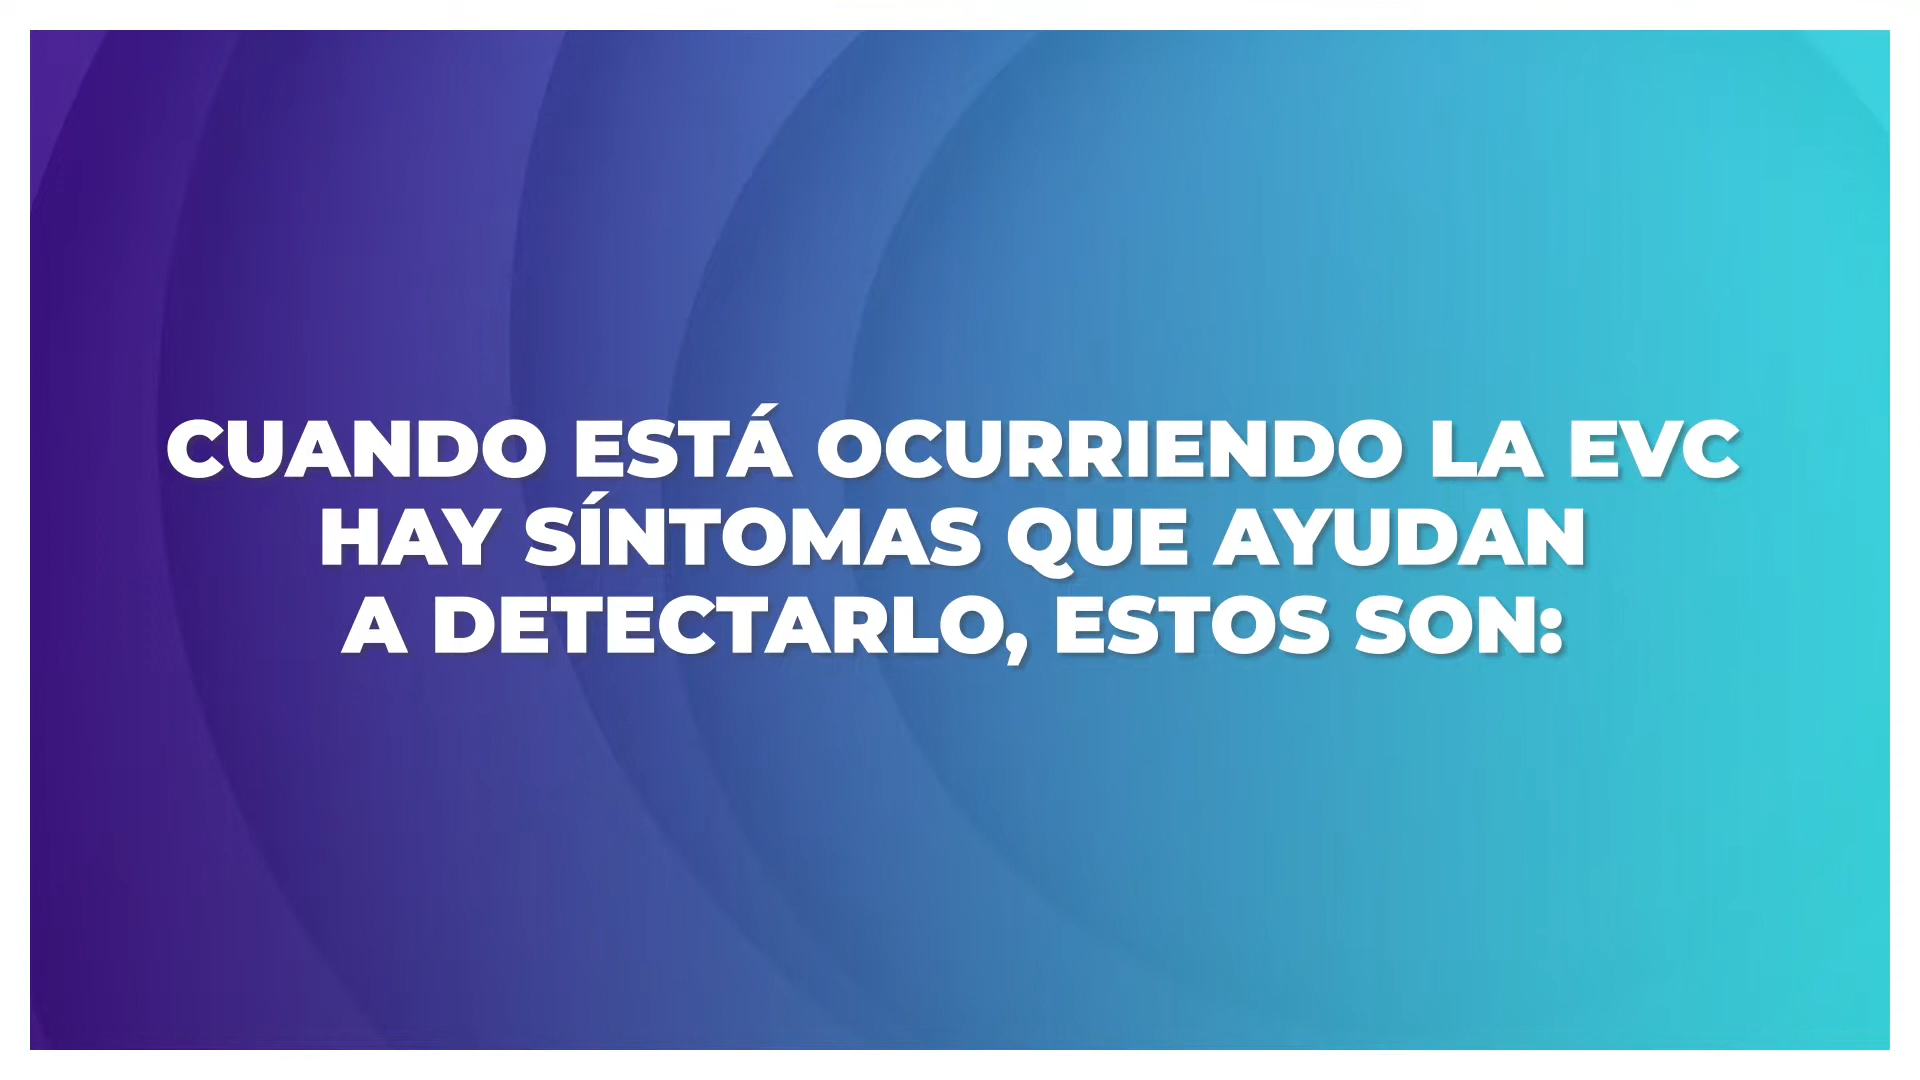 CUANDO ESTÁ OCURRIENDO LA EVC
HAY SÍNTOMAS QUE AYUDAN
A DETECTARLO, ESTOS SON: